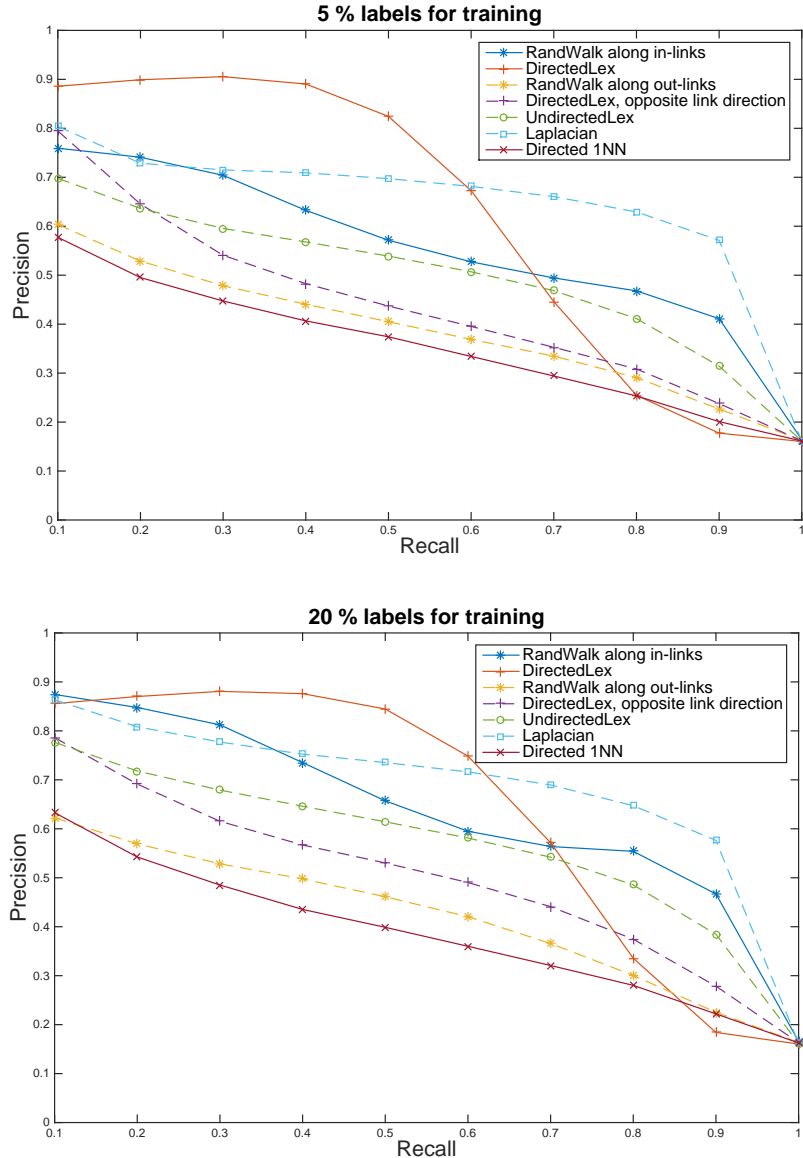 5 % labels for training
RandWalk along in-links
DirectedLex
RandWalk along out-links
DirectedLex, opposite link direction
UndirectedLex
Laplacian
Directed 1NN
Precision
1
0.9
0.8
0.7
0.6
0.5
0.4
0.3
0.2
0.1
0
0.1 0.2 0.3 0.4 0.5 0.6 0.7 0.8 0.9 1
Recall
20 % labels for training
RandWalk along in-links
DirectedLex
RandWalk along out-links
DirectedLex, opposite link direction
UndirectedLex
Laplacian
Directed 1NN
Precision
1
0.9
0.8
0.7
0.6
0.5
0.4
0.3
0.2
0.1
0
0.1 0.2 0.3 0.4 0.5 0.6 0.7 0.8 0.9 1
Recall